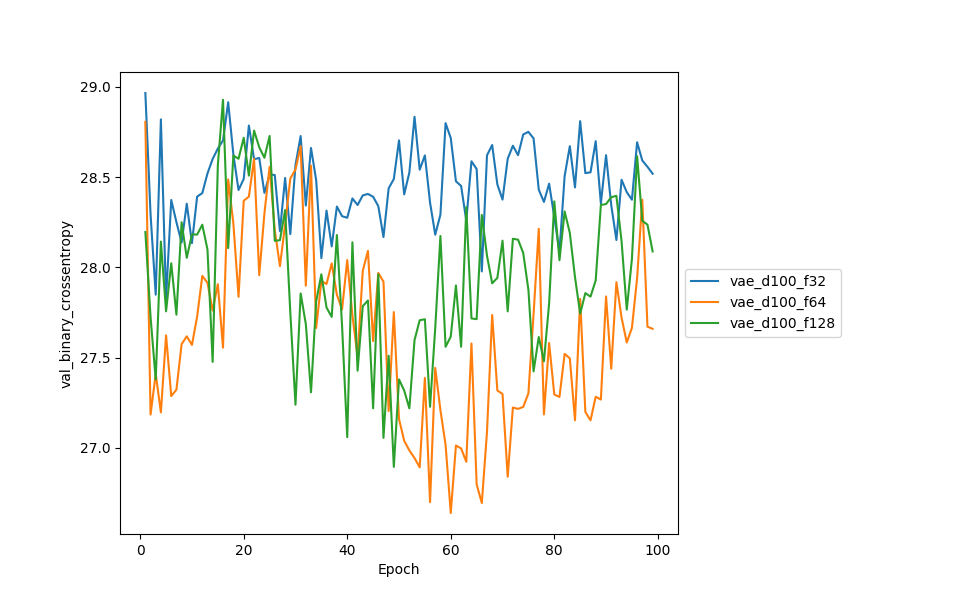 29.0
28.5
28.0
27.5
27.0
val_binary_crossentropy
0 20 40 60 80 100
Epoch
vae_d100_f32
vae_d100_f64
vae_d100_f128